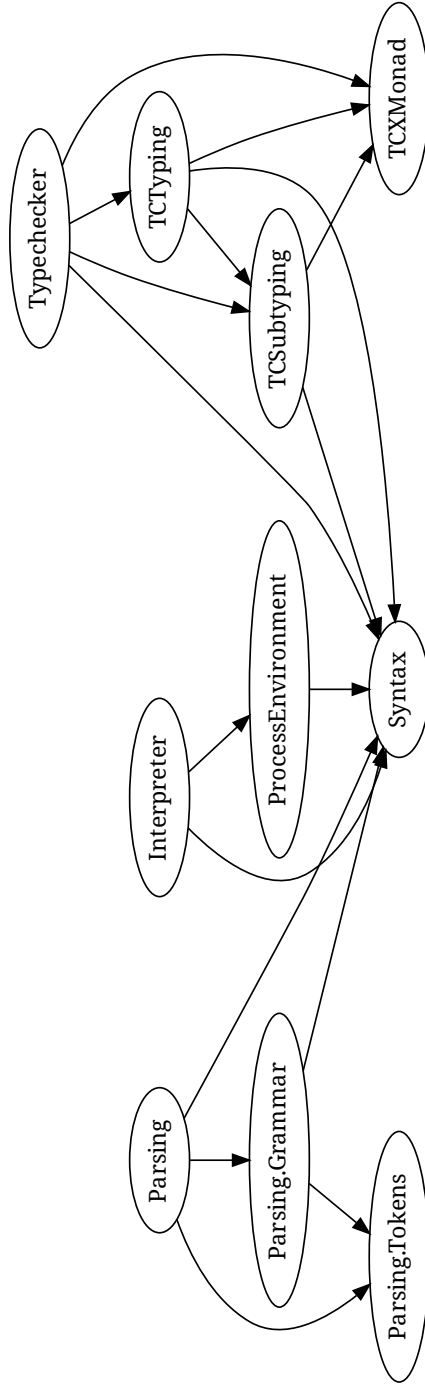 Typechecker
TCTyping
TCXMonad
TCSubtyping
Interpreter
ProcessEnvironment
Syntax
Parsing
Parsing.Grammar
Parsing.Tokens